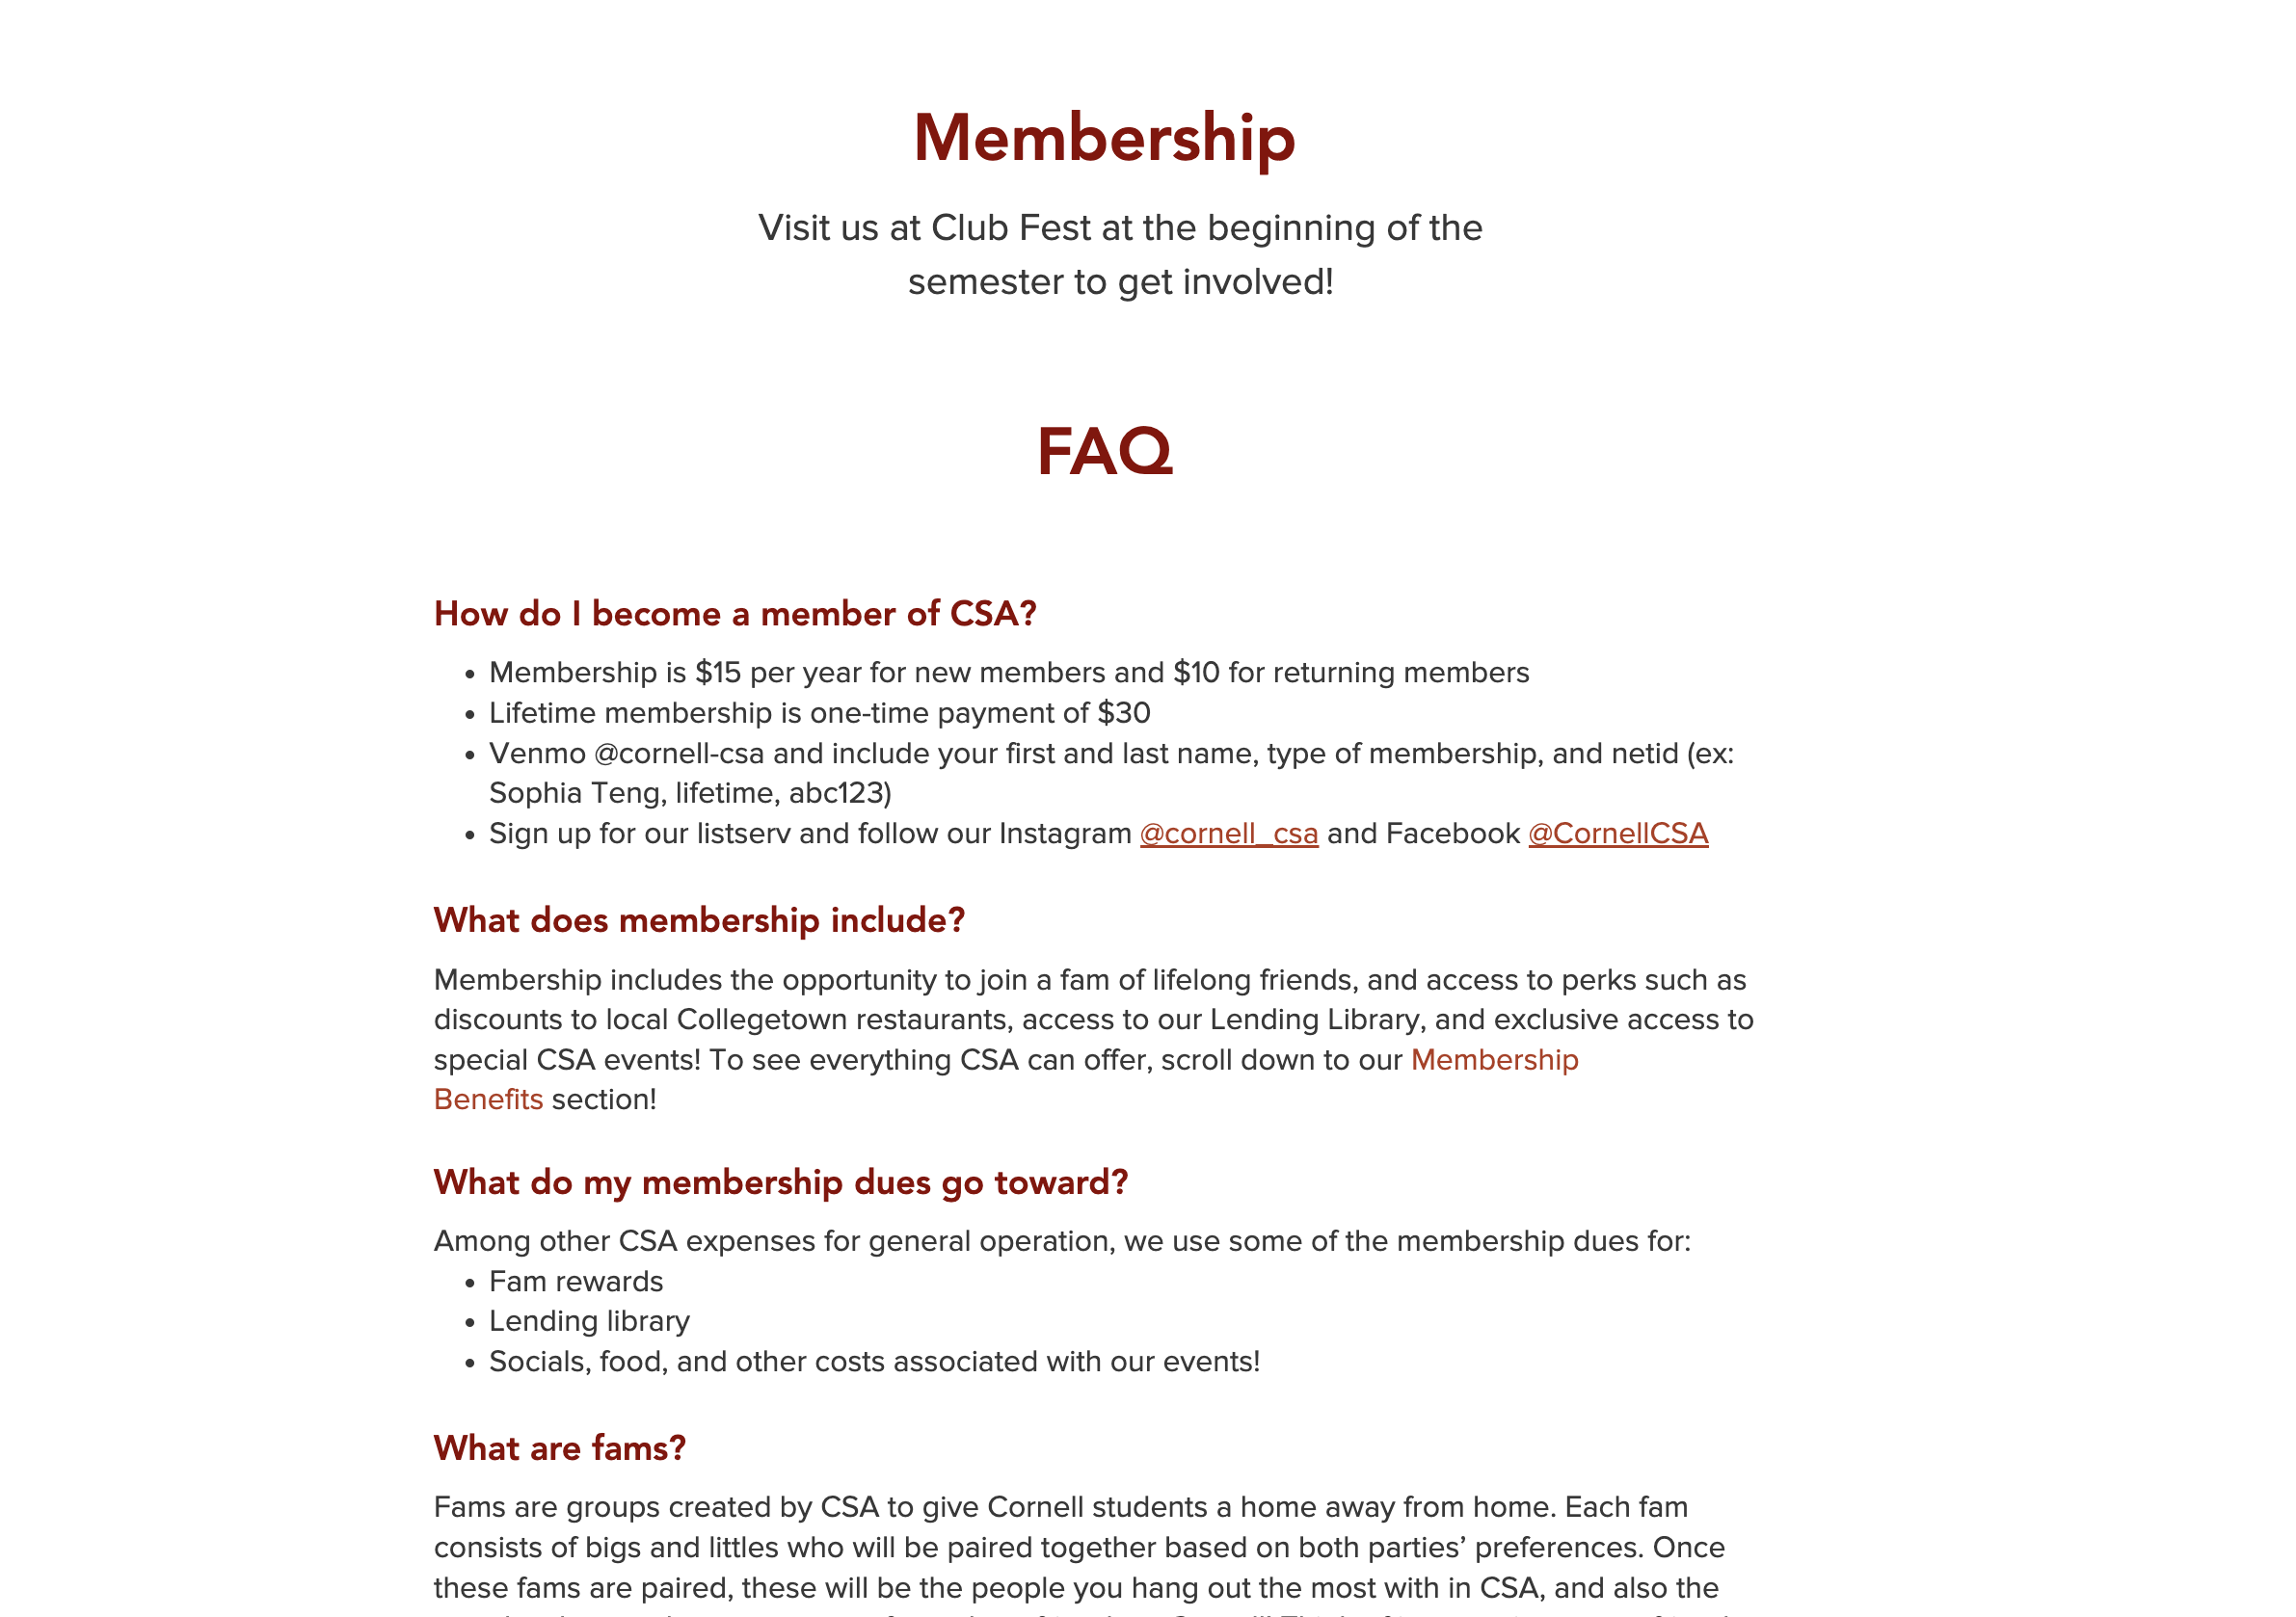 Membership
Visit us at Club Fest at the beginning of the
semester to get involved!
FAQ
How do I become a member of CSA?
• Membership is $15 per year for new members and $10 for returning members
• Lifetime membership is one-time payment of $30
• Venmo @cornell-csa and include your first and last name, type of membership, and netid (ex:
Sophia Teng, lifetime, abc123)
• Sign up for our listserv and follow our Instagram @cornell_csa and Facebook @CornellCSA
What does membership include?
Membership includes the opportunity to join a fam of lifelong friends, and access to perks such as
discounts to local Collegetown restaurants, access to our Lending Library, and exclusive access to
special CSA events! To see everything CSA can offer, scroll down to our Membership
Benefits section!
What do my membership dues go toward?
Among other CSA expenses for general operation, we use some of the membership dues for:
• Fam rewards
• Lending library
• Socials, food, and other costs associated with our events!
What are fams?
Fams are groups created by CSA to give Cornell students a home away from home. Each fam
consists of bigs and littles who will be paired together based on both parties’ preferences. Once
these fams are paired, these will be the people you hang out the most with in CSA, and also the